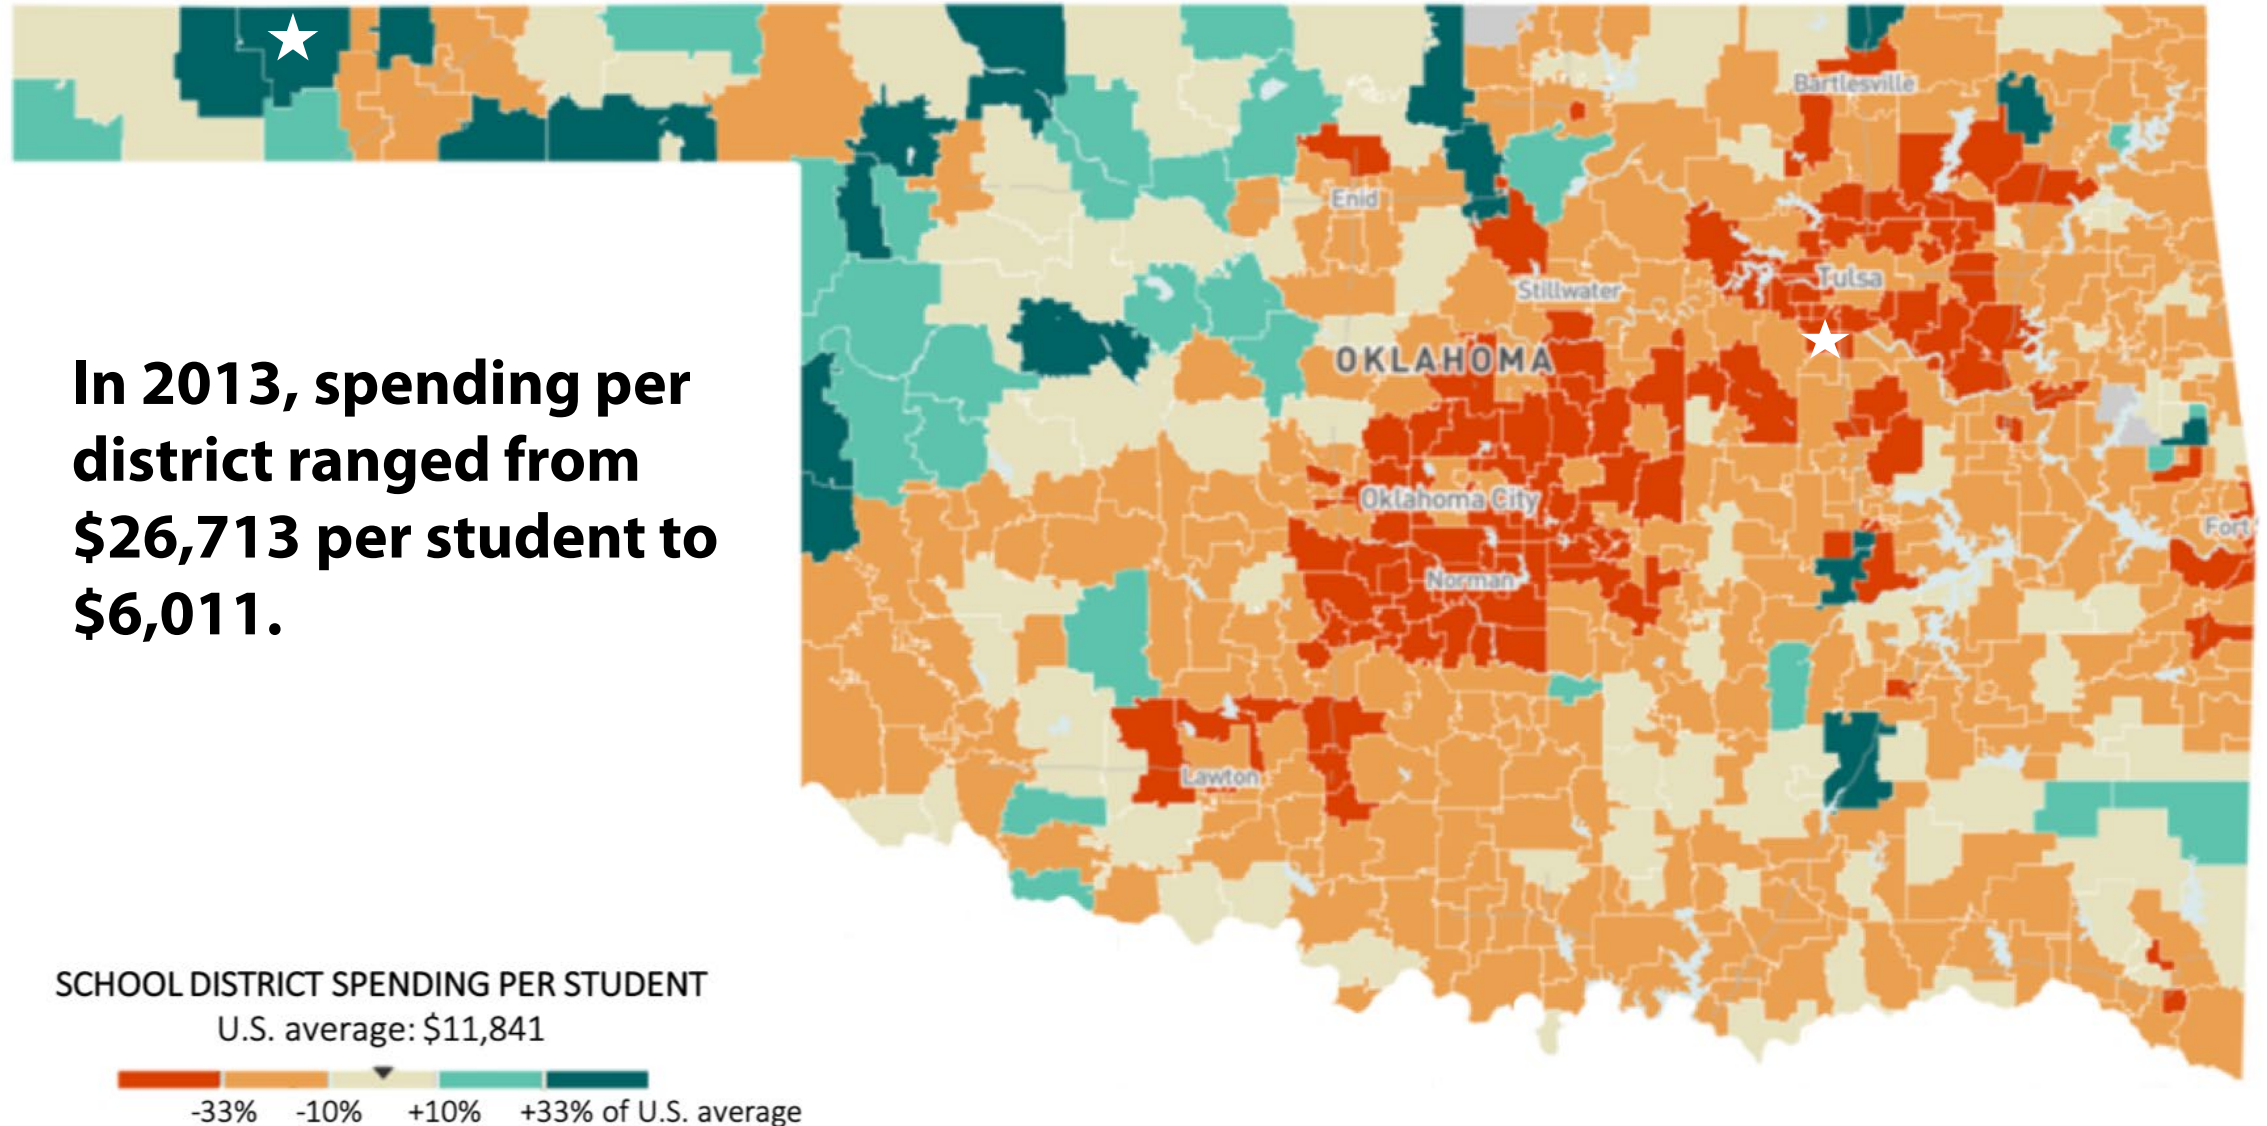 Bartlesville
Enid
Tulsa
Stillwater
OKLAHOMA
In 2013, spending per
district ranged from
$26,713 per student to
$6,011.
Oklahoma City
Fort
Norman
Lawton
SCHOOL DISTRICT SPENDING PER STUDENT
U.S. average: $11,841
-33% -10% +10% +33% of U.S. average